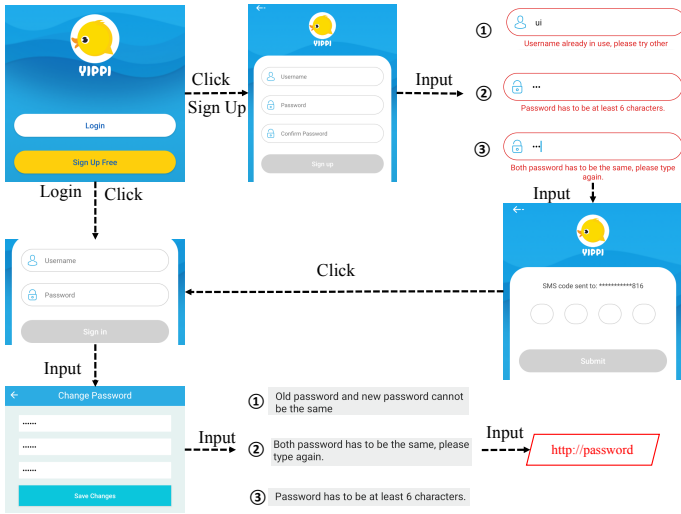 YIPPI
Login
Sign Up Free
Click
Sign Up
YIPPI
Username
Password
Confirm Password
Sign up
Input
①
ui
Username already in use, please try other
②
•••
Password has to be at least 6 characters.
③
•••
Both password has to be the same, please type
again.
Login
Click
Input
Username
Password
Sign in
Click
YIPPI
SMS code sent to: ***********816
Submit
Input
Change Password
••••••
••••••
••••••
Save Changes
Input
①
Old password and new password cannot
be the same
②
Both password has to be the same, please
type again.
③
Password has to be at least 6 characters.
Input
http://password